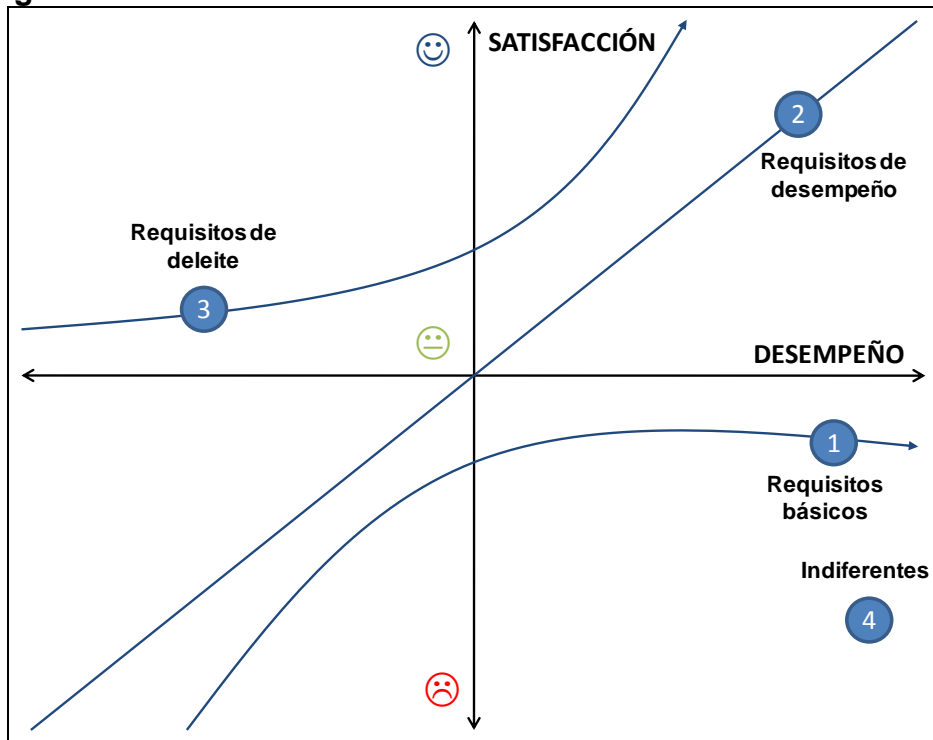 g
SATISFACCIÓN
2
Requisitos de
desempeño
Requisitos de
deleite
3
DESEMPEÑO
1
Requisitos
básicos
Indiferentes
4